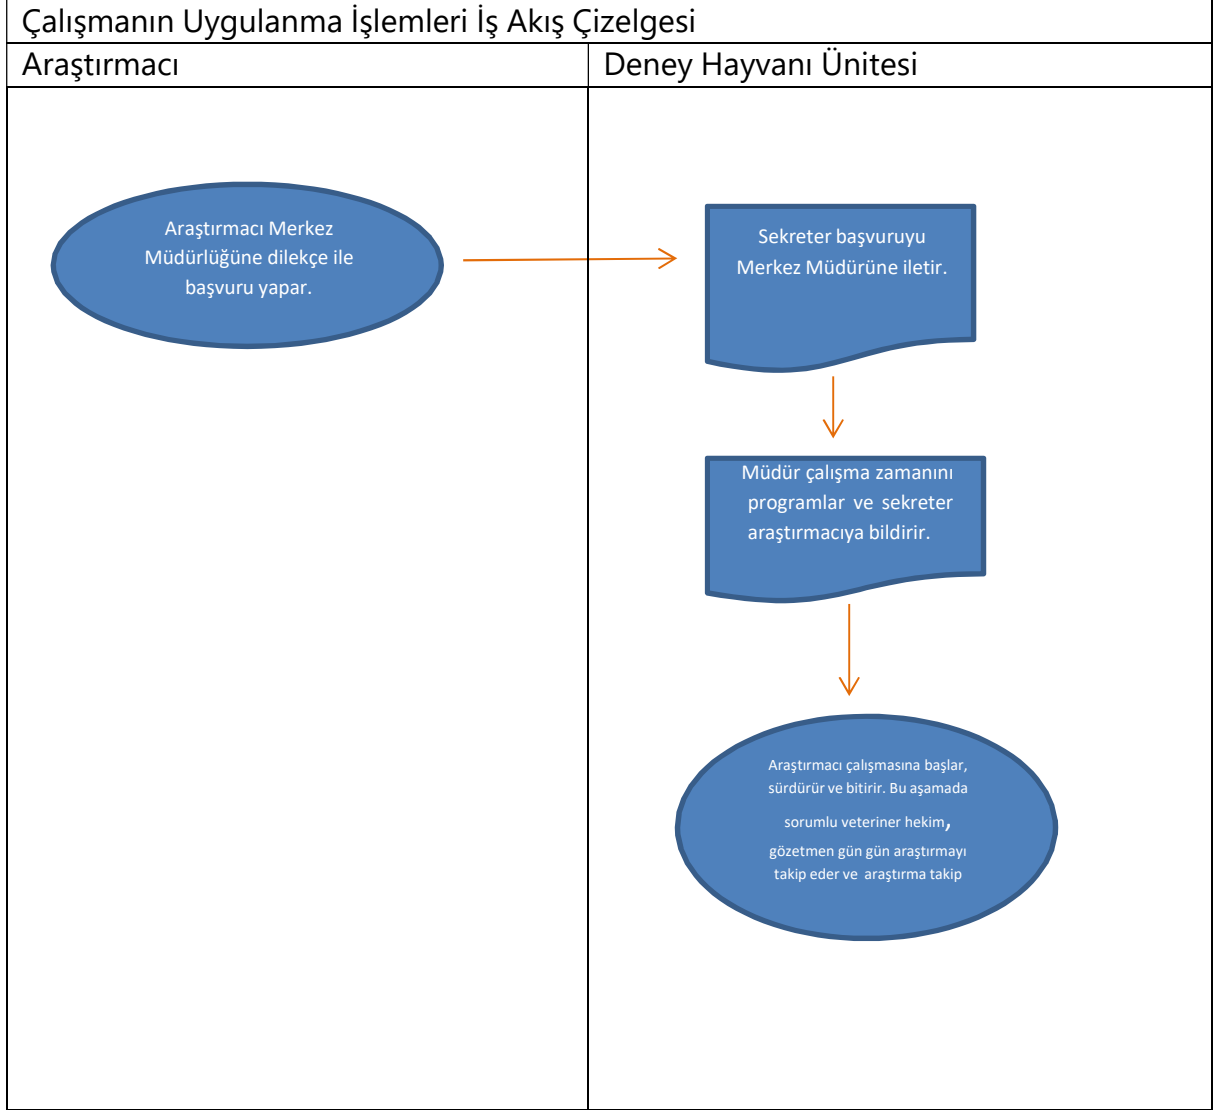 Çalışmanın Uygulanma İşlemleri İş Akış Çizelgesi
Araştırmacı
Deney Hayvanı Ünitesi
Araştırmacı Merkez
Müdürlüğüne dilekçe ile
başvuru yapar.
Sekreter başvuruyu
Merkez Müdürüne iletir.
Müdür çalışma zamanını
programlar ve sekreter
araştırmacıya bildirir.
Araştırmacı çalışmasına başlar,
sürdürür ve bitirir. Bu aşamada
sorumlu veteriner hekim,
gözetmen gün gün araştırmayı
takip eder ve araştırma takip